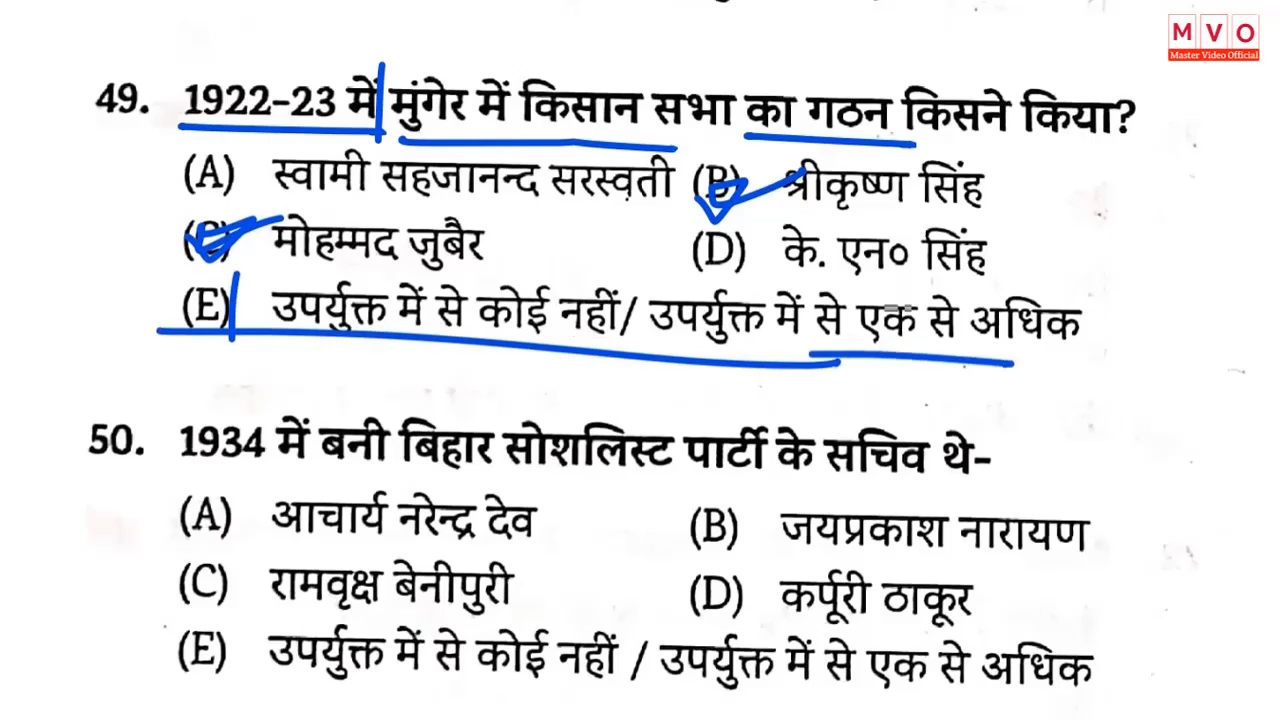 M V O
Master Video Official
49. 1922-23 में मुंगेर में किसान सभा का गठन किसने किया?
(A) स्वामी सहजानन्द सरस्वती (B) श्रीकृष्ण सिंह
(C) मोहम्मद जुबैर (D) के. एन० सिंह
(E) उपर्युक्त में से कोई नहीं/ उपर्युक्त में से एक से अधिक
50. 1934 में बनी बिहार सोशलिस्ट पार्टी के सचिव थे-
(A) आचार्य नरेन्द्र देव (B) जयप्रकाश नारायण
(C) रामवृक्ष बेनीपुरी (D) कर्पूरी ठाकूर
(E) उपर्युक्त में से कोई नहीं / उपर्युक्त में से एक से अधिक